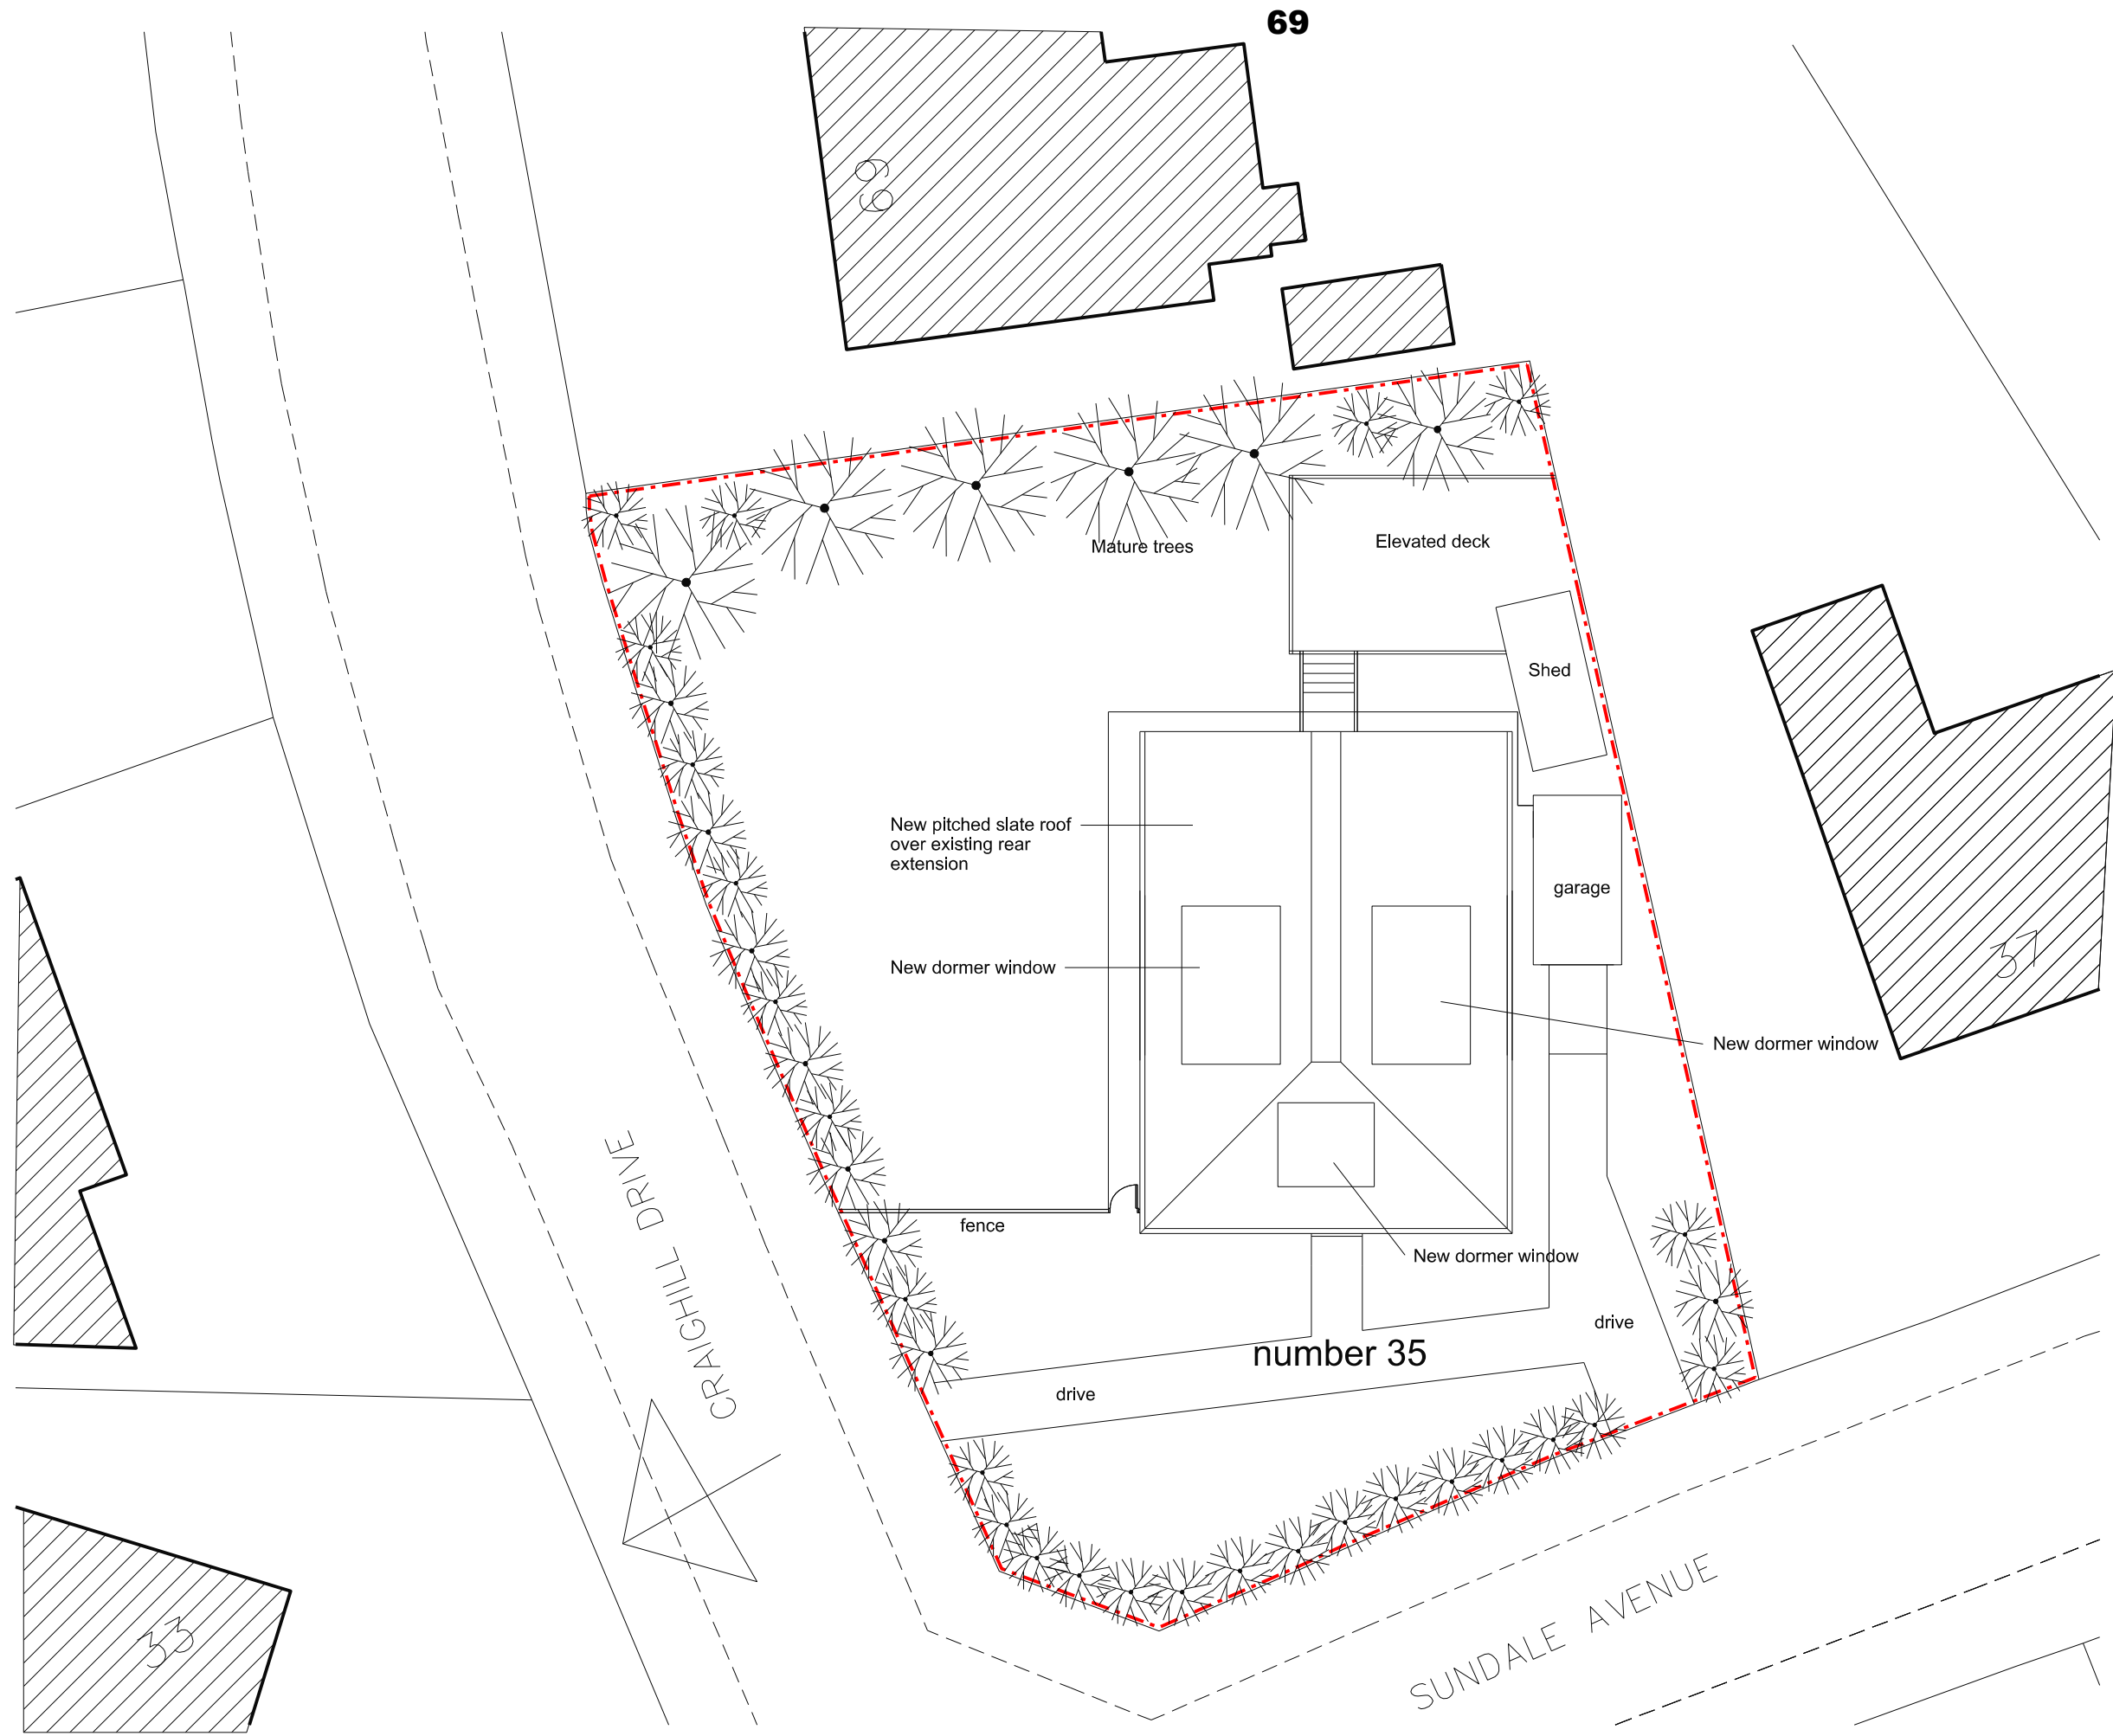 69
69
Mature trees
Elevated deck
Shed
New pitched slate roof
over existing rear
extension
garage
New dormer window
37
New dormer window
fence
New dormer window
CRAIGHILL DRIVE
drive
number 35
drive
33
SUNDALE AVENUE